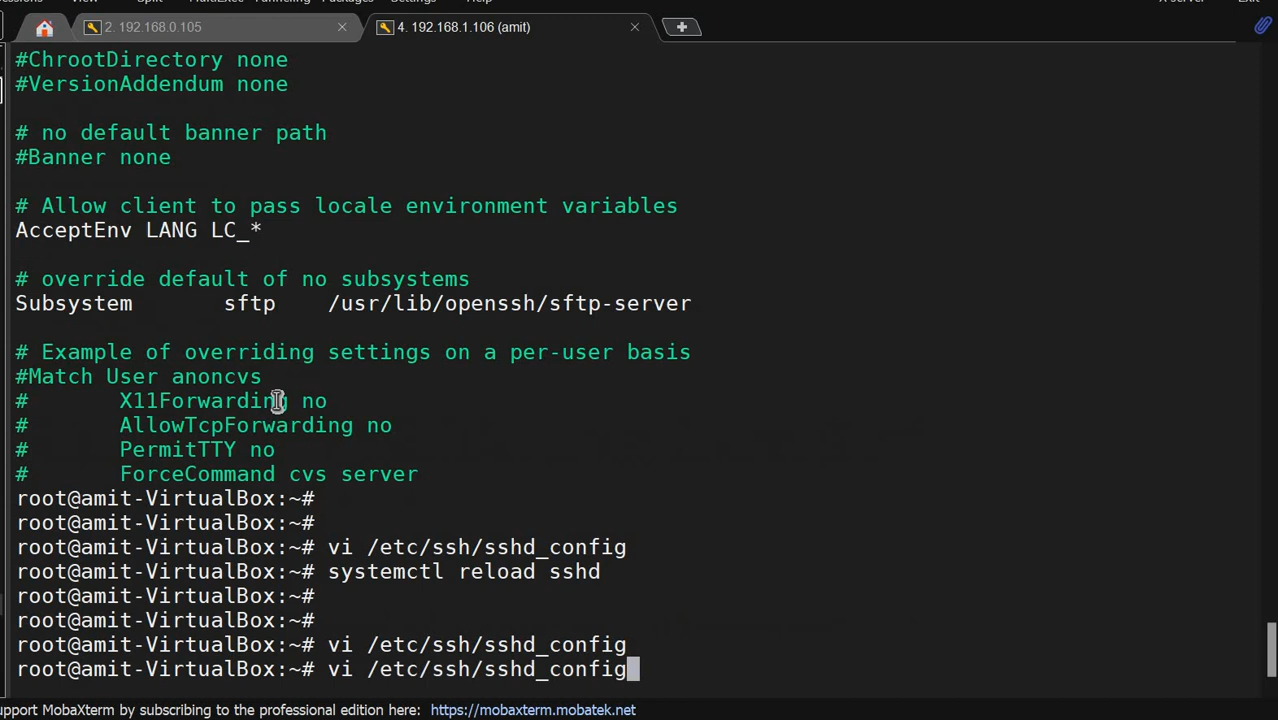 2. 192.168.0.105
4. 192.168.1.106 (amit)
#ChrootDirectory none
#VersionAddendum none
# no default banner path
#Banner none
# Allow client to pass locale environment variables
AcceptEnv LANG LC_*
# override default of no subsystems
Subsystem sftp /usr/lib/openssh/sftp-server
# Example of overriding settings on a per-user basis
#Match User anoncvs
# X11Forwarding no
# AllowTcpForwarding no
# PermitTTY no
# ForceCommand cvs server
root@amit-VirtualBox:~#
root@amit-VirtualBox:~#
root@amit-VirtualBox:~# vi /etc/ssh/sshd_config
root@amit-VirtualBox:~# systemctl reload sshd
root@amit-VirtualBox:~#
root@amit-VirtualBox:~#
root@amit-VirtualBox:~# vi /etc/ssh/sshd_config
root@amit-VirtualBox:~# vi /etc/ssh/sshd_config
upport MobaXterm by subscribing to the professional edition here: https://mobaxterm.mobatek.net